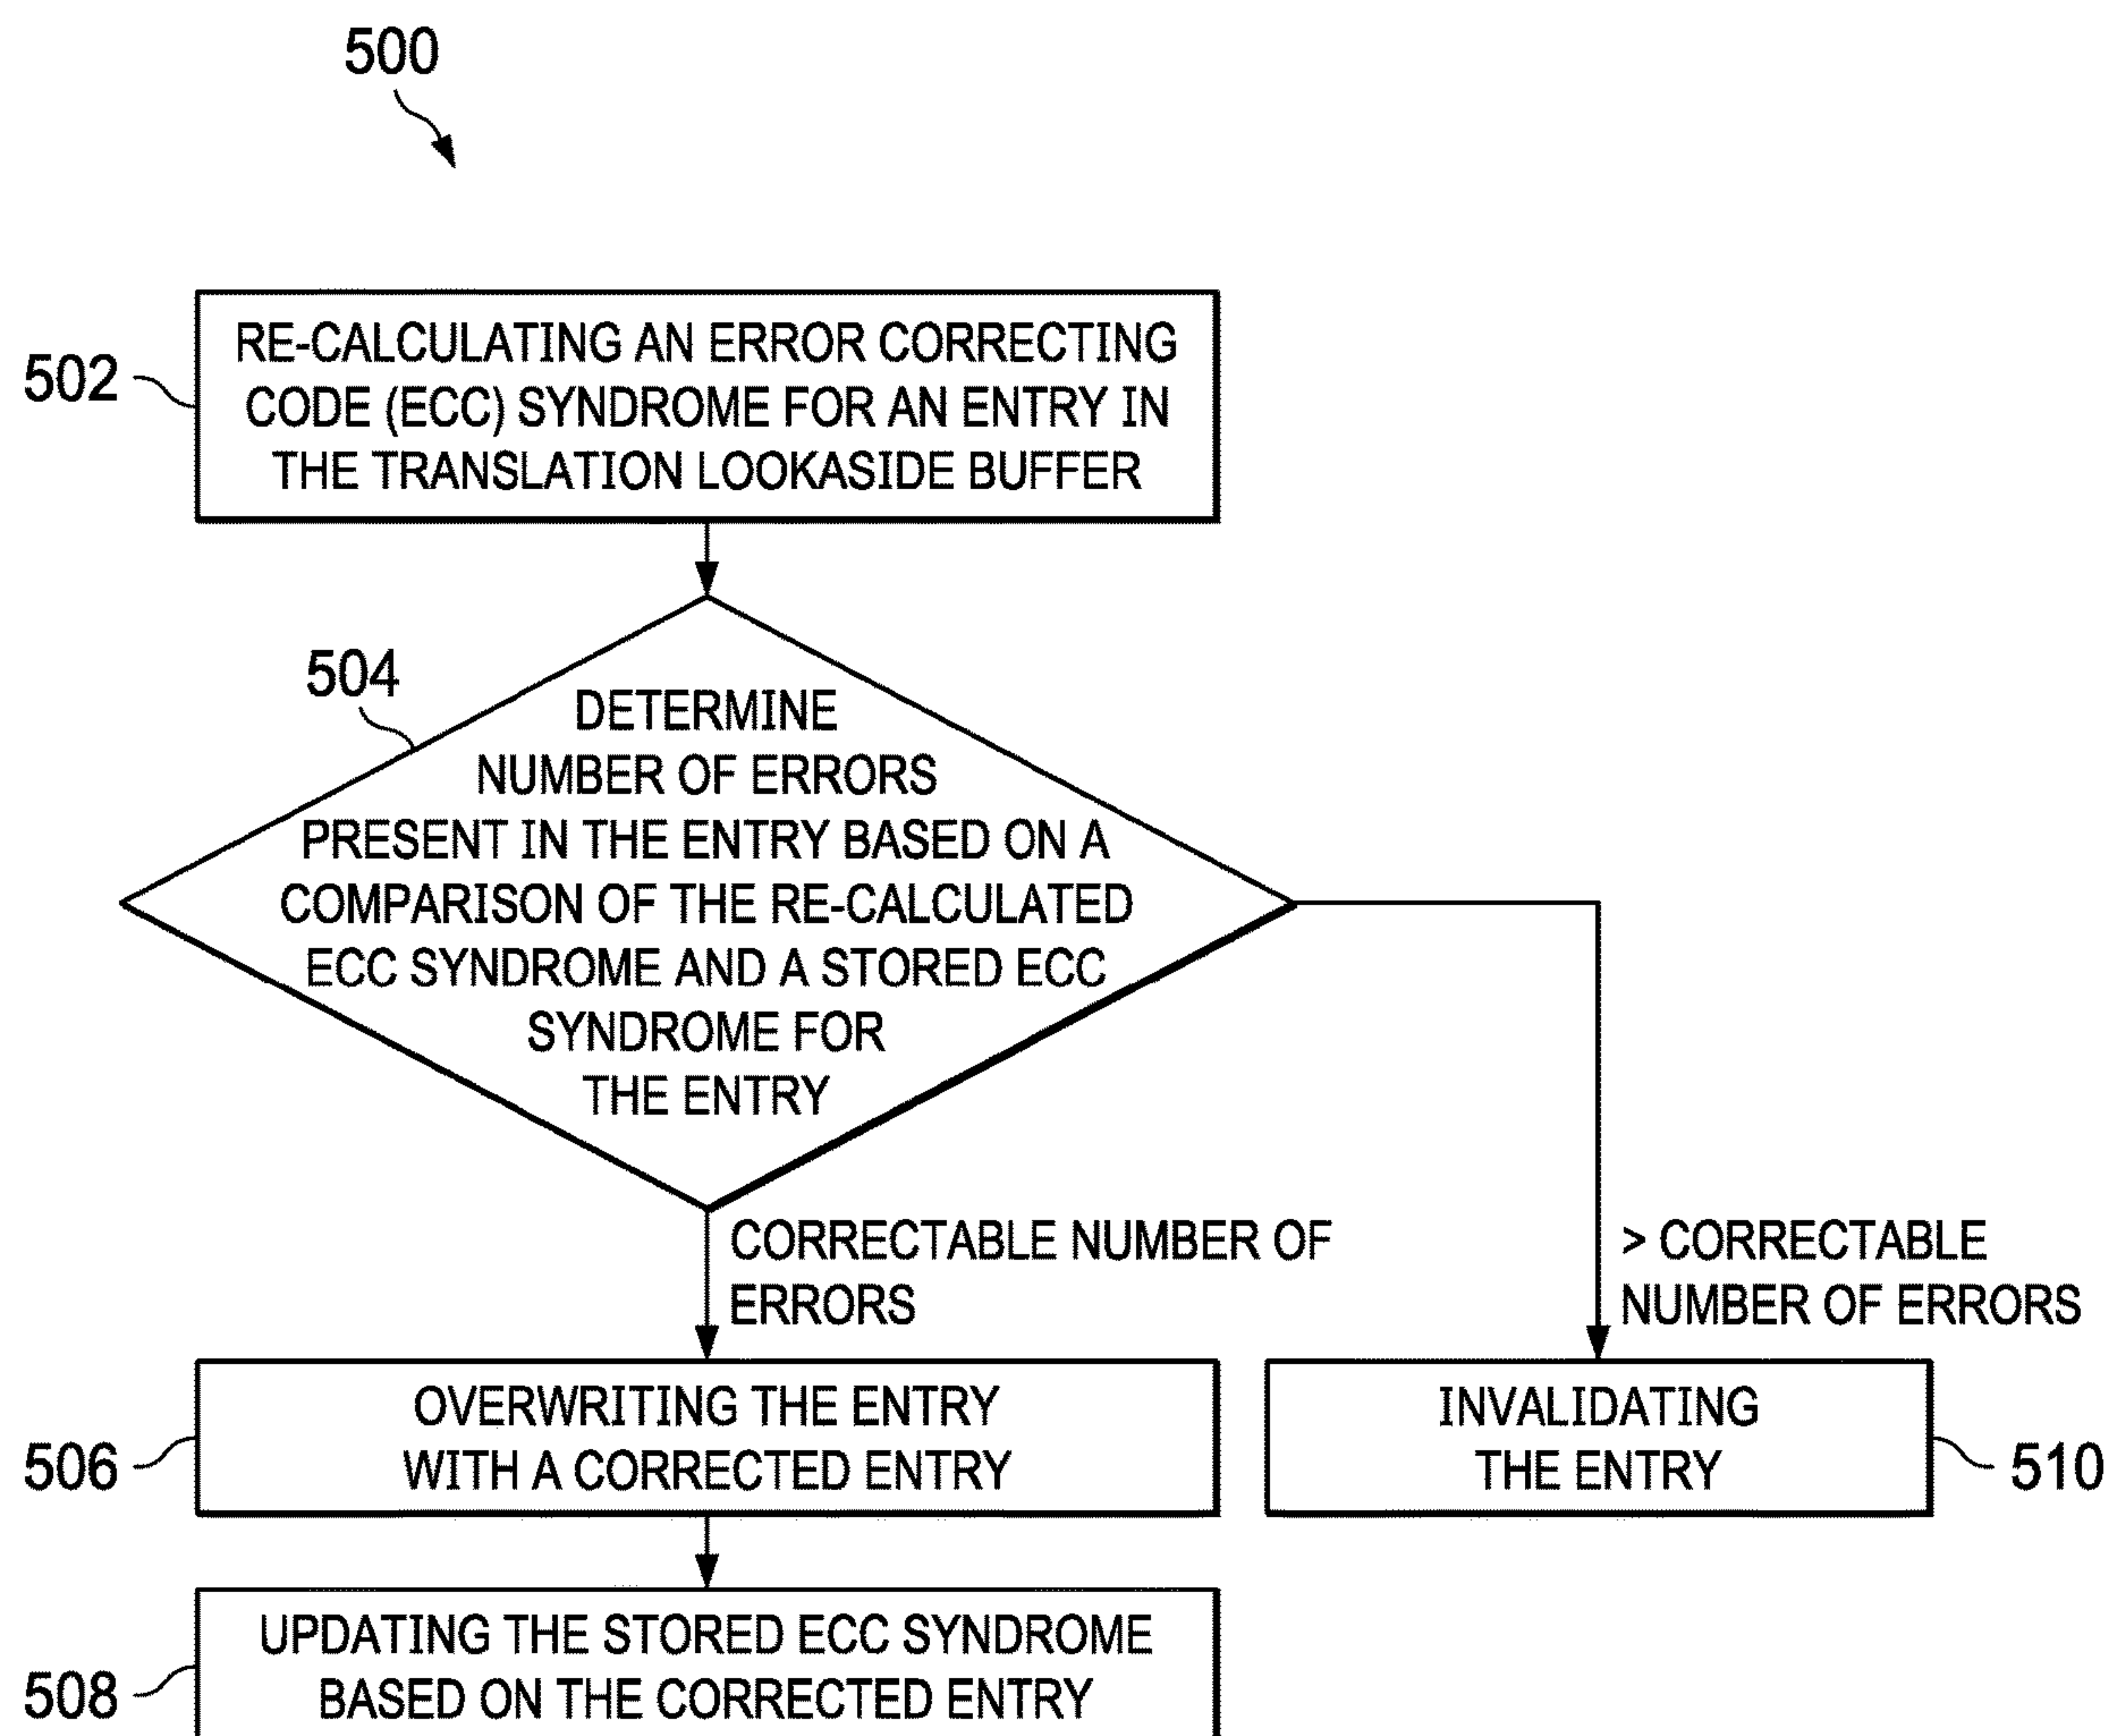 500
502
RE-CALCULATING AN ERROR CORRECTING
CODE (ECC) SYNDROME FOR AN ENTRY IN
THE TRANSLATION LOOKASIDE BUFFER
504
DETERMINE
NUMBER OF ERRORS
PRESENT IN THE ENTRY BASED ON A
COMPARISON OF THE RE-CALCULATED
ECC SYNDROME AND A STORED ECC
SYNDROME FOR
THE ENTRY
CORRECTABLE NUMBER OF
ERRORS
> CORRECTABLE
NUMBER OF ERRORS
506
OVERWRITING THE ENTRY
WITH A CORRECTED ENTRY
INVALIDATING
THE ENTRY
510
508
UPDATING THE STORED ECC SYNDROME
BASED ON THE CORRECTED ENTRY